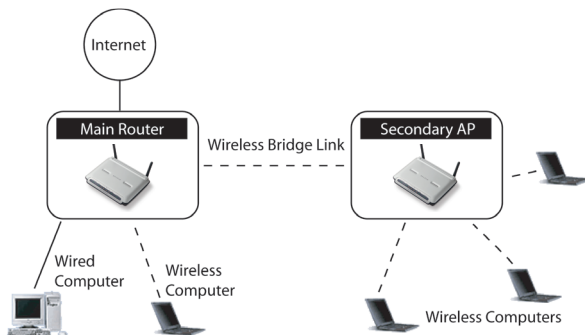 Internet
Main Router
Wireless Bridge Link
Secondary AP
Wired
Computer
Wireless
Computer
Wireless Computers